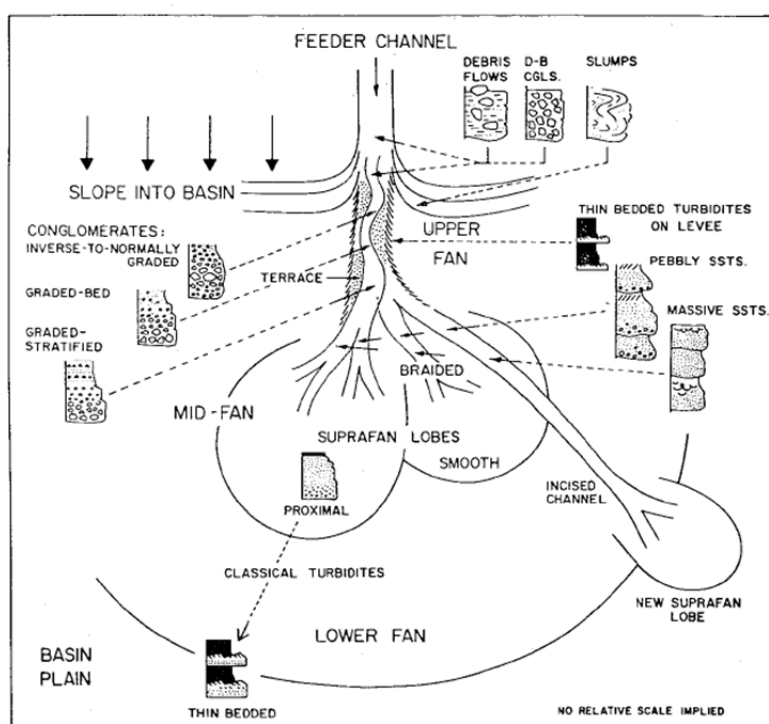 FEEDER CHANNEL
DEBRIS
FLOWS
D-B
CGLS.
SLUMPS
SLOPE INTO BASIN
CONGLOMERATES:
INVERSE-TO-NORMALLY
GRADED
GRADED-BED
GRADED-
STRATIFIED
TERRACE
UPPER
FAN
THIN BEDDED TURBIDITES
ON LEVEE
PEBBLY SSTS.
MASSIVE SSTS.
BRAIDED
MID-FAN
SUPRAFAN LOBES
SMOOTH
INCISED
CHANNEL
PROXIMAL
CLASSICAL TURBIDITES
NEW SUPRAFAN
LOBE
LOWER FAN
BASIN
PLAIN
THIN BEDDED
NO RELATIVE SCALE IMPLIED